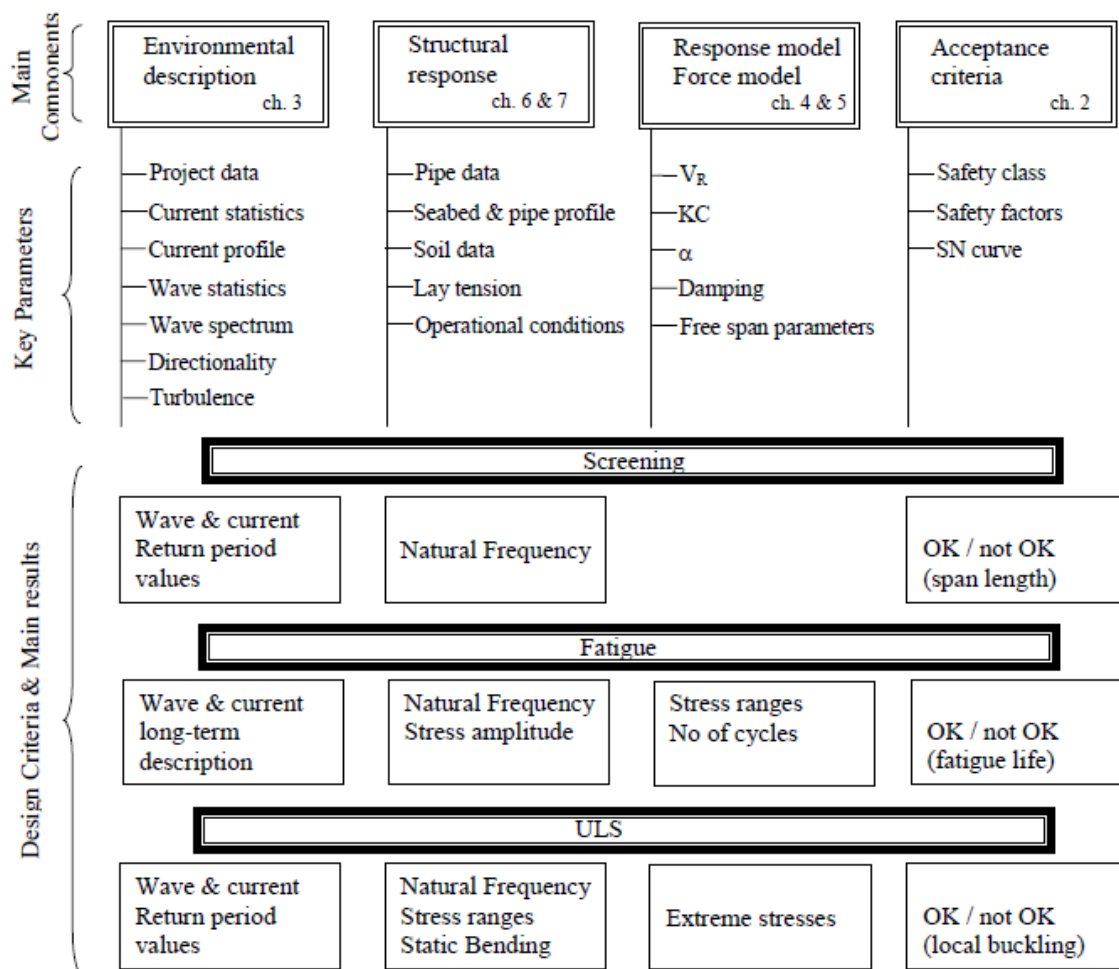 Main
Components
Environmental
description
ch. 3
Structural
response
ch. 6 & 7
Response model
Force model
ch. 4 & 5
Acceptance
criteria
ch. 2
Key Parameters
Project data
Current statistics
Current profile
Wave statistics
Wave spectrum
Directionality
Turbulence
Pipe data
Seabed & pipe profile
Soil data
Lay tension
Operational conditions
V_R
KC
α
Damping
Free span parameters
Safety class
Safety factors
SN curve
Design Criteria & Main results
Screening
Wave & current
Return period
values
Natural Frequency
OK / not OK
(span length)
Fatigue
Wave & current
long-term
description
Natural Frequency
Stress amplitude
Stress ranges
No of cycles
OK / not OK
(fatigue life)
ULS
Wave & current
Return period
values
Natural Frequency
Stress ranges
Static Bending
Extreme stresses
OK / not OK
(local buckling)